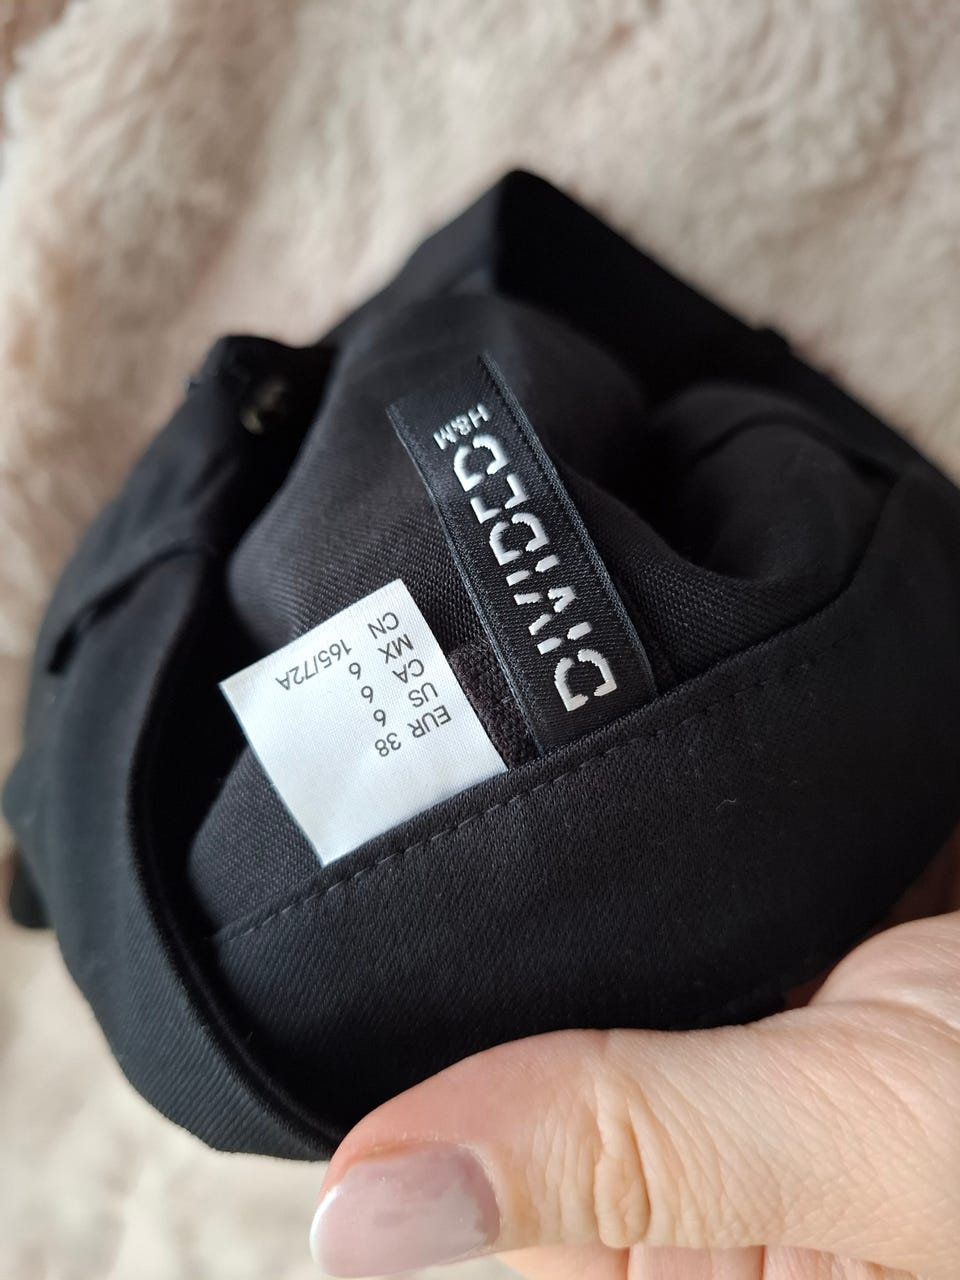 DIVIDED
H&M
EUR 38
US 6
CA 6
MX 6
CN 165/72A